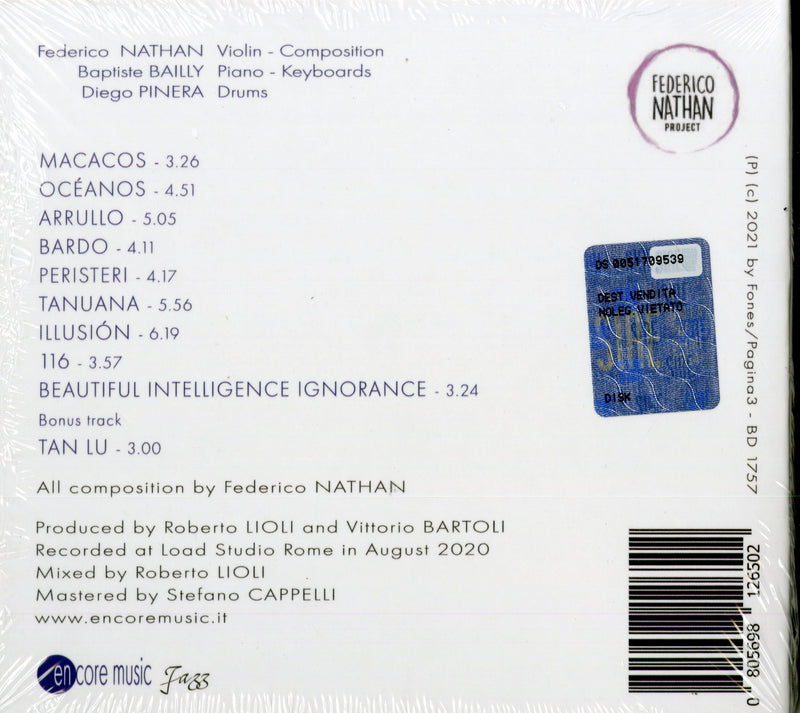 Federico NATHAN Violin - Composition
Baptiste BAILLY Piano - Keyboards
Diego PINERA Drums
FEDERICO
NATHAN
PROJECT
MACACOS - 3.26
OCÉANOS - 4.51
ARRULLO - 5.05
BARDO - 4.11
PERISTERI - 4.17
TANUANA - 5.56
ILLUSIÓN - 6.19
116 - 3.57
BEAUTIFUL INTELLIGENCE IGNORANCE - 3.24
Bonus track
TAN LU - 3.00
All composition by Federico NATHAN
Produced by Roberto LIOLI and Vittorio BARTOLI
Recorded at Load Studio Rome in August 2020
Mixed by Roberto LIOLI
Mastered by Stefano CAPPELLI
www.encoremusic.it
encore music Jazz
DS 0051709539
DEST.VENDITA
NOLEG.VIETATO
SIAE
DISK
(P) (c) 2021 by Fones/Pagina3 - BD 1757
0 805698 126502